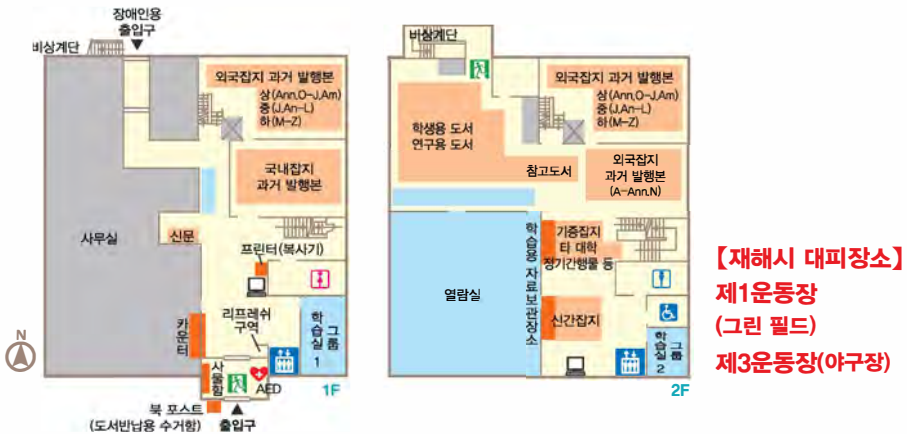 장애인용
출입구
비상계단
외국잡지 과거 발행본
상(Ann,O-J,Am)
중(J,An-L)
하(M-Z)
국내잡지
과거 발행본
사무실
신문
프린터(복사기)
리프레쉬
구역
카운터
학습실 1
그룹
사물함
AED
1F
북 포스트
(도서반납용 수거함)
출입구
N
비상계단
외국잡지 과거 발행본
상(Ann,O-J,Am)
중(J,An-L)
하(M-Z)
학생용 도서
연구용 도서
참고도서
외국잡지
과거 발행본
(A-Ann,N)
열람실
학습용 자료보관장소
기증잡지
타 대학
정기간행물 등
신간잡지
학습실 2
그룹
2F
【재해시 대피장소】
제1운동장
(그린 필드)
제3운동장(야구장)